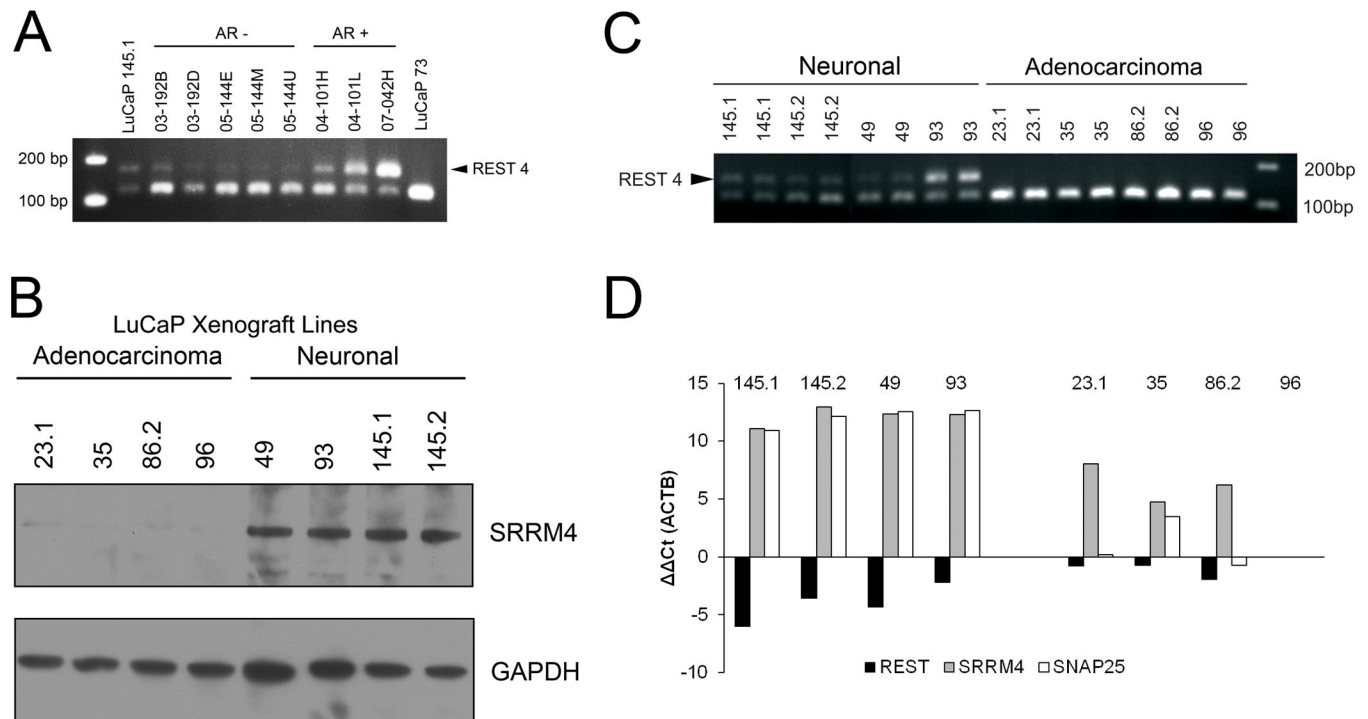 A
AR -
AR +
LuCaP 145.1
03-192B
03-192D
05-144E
05-144M
05-144U
04-101H
04-101L
07-042H
LuCaP 73
200 bp
100 bp
REST 4
B
LuCaP Xenograft Lines
Adenocarcinoma Neuronal
23.1 35 86.2 96 49 93 145.1 145.2
SRRM4
GAPDH
C
Neuronal Adenocarcinoma
145.1 145.1 145.2 145.2 49 49 93 93 23.1 23.1 35 35 86.2 86.2 96 96
REST 4
200bp
100bp
D
145.1 145.2 49 93 23.1 35 86.2 96
ΔΔCt (ACTB)
15
10
5
0
-5
-10
REST SRRM4 SNAP25